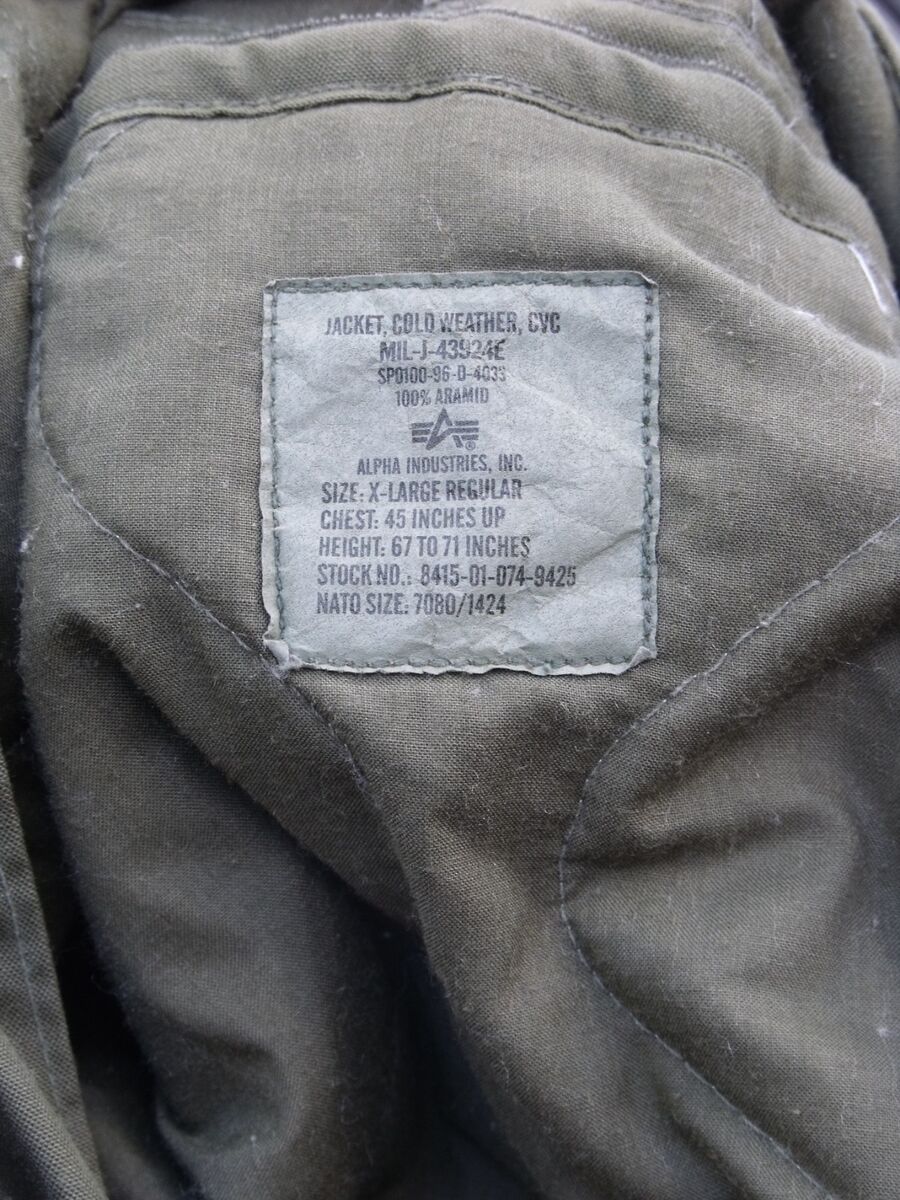 JACKET, COLD WEATHER, CVC
MIL-J-43924E
SP0100-96-D-4033
100% ARAMID
®
ALPHA INDUSTRIES, INC.
SIZE: X-LARGE REGULAR
CHEST: 45 INCHES UP
HEIGHT: 67 TO 71 INCHES
STOCK NO.: 8415-01-074-9425
NATO SIZE: 7080/1424